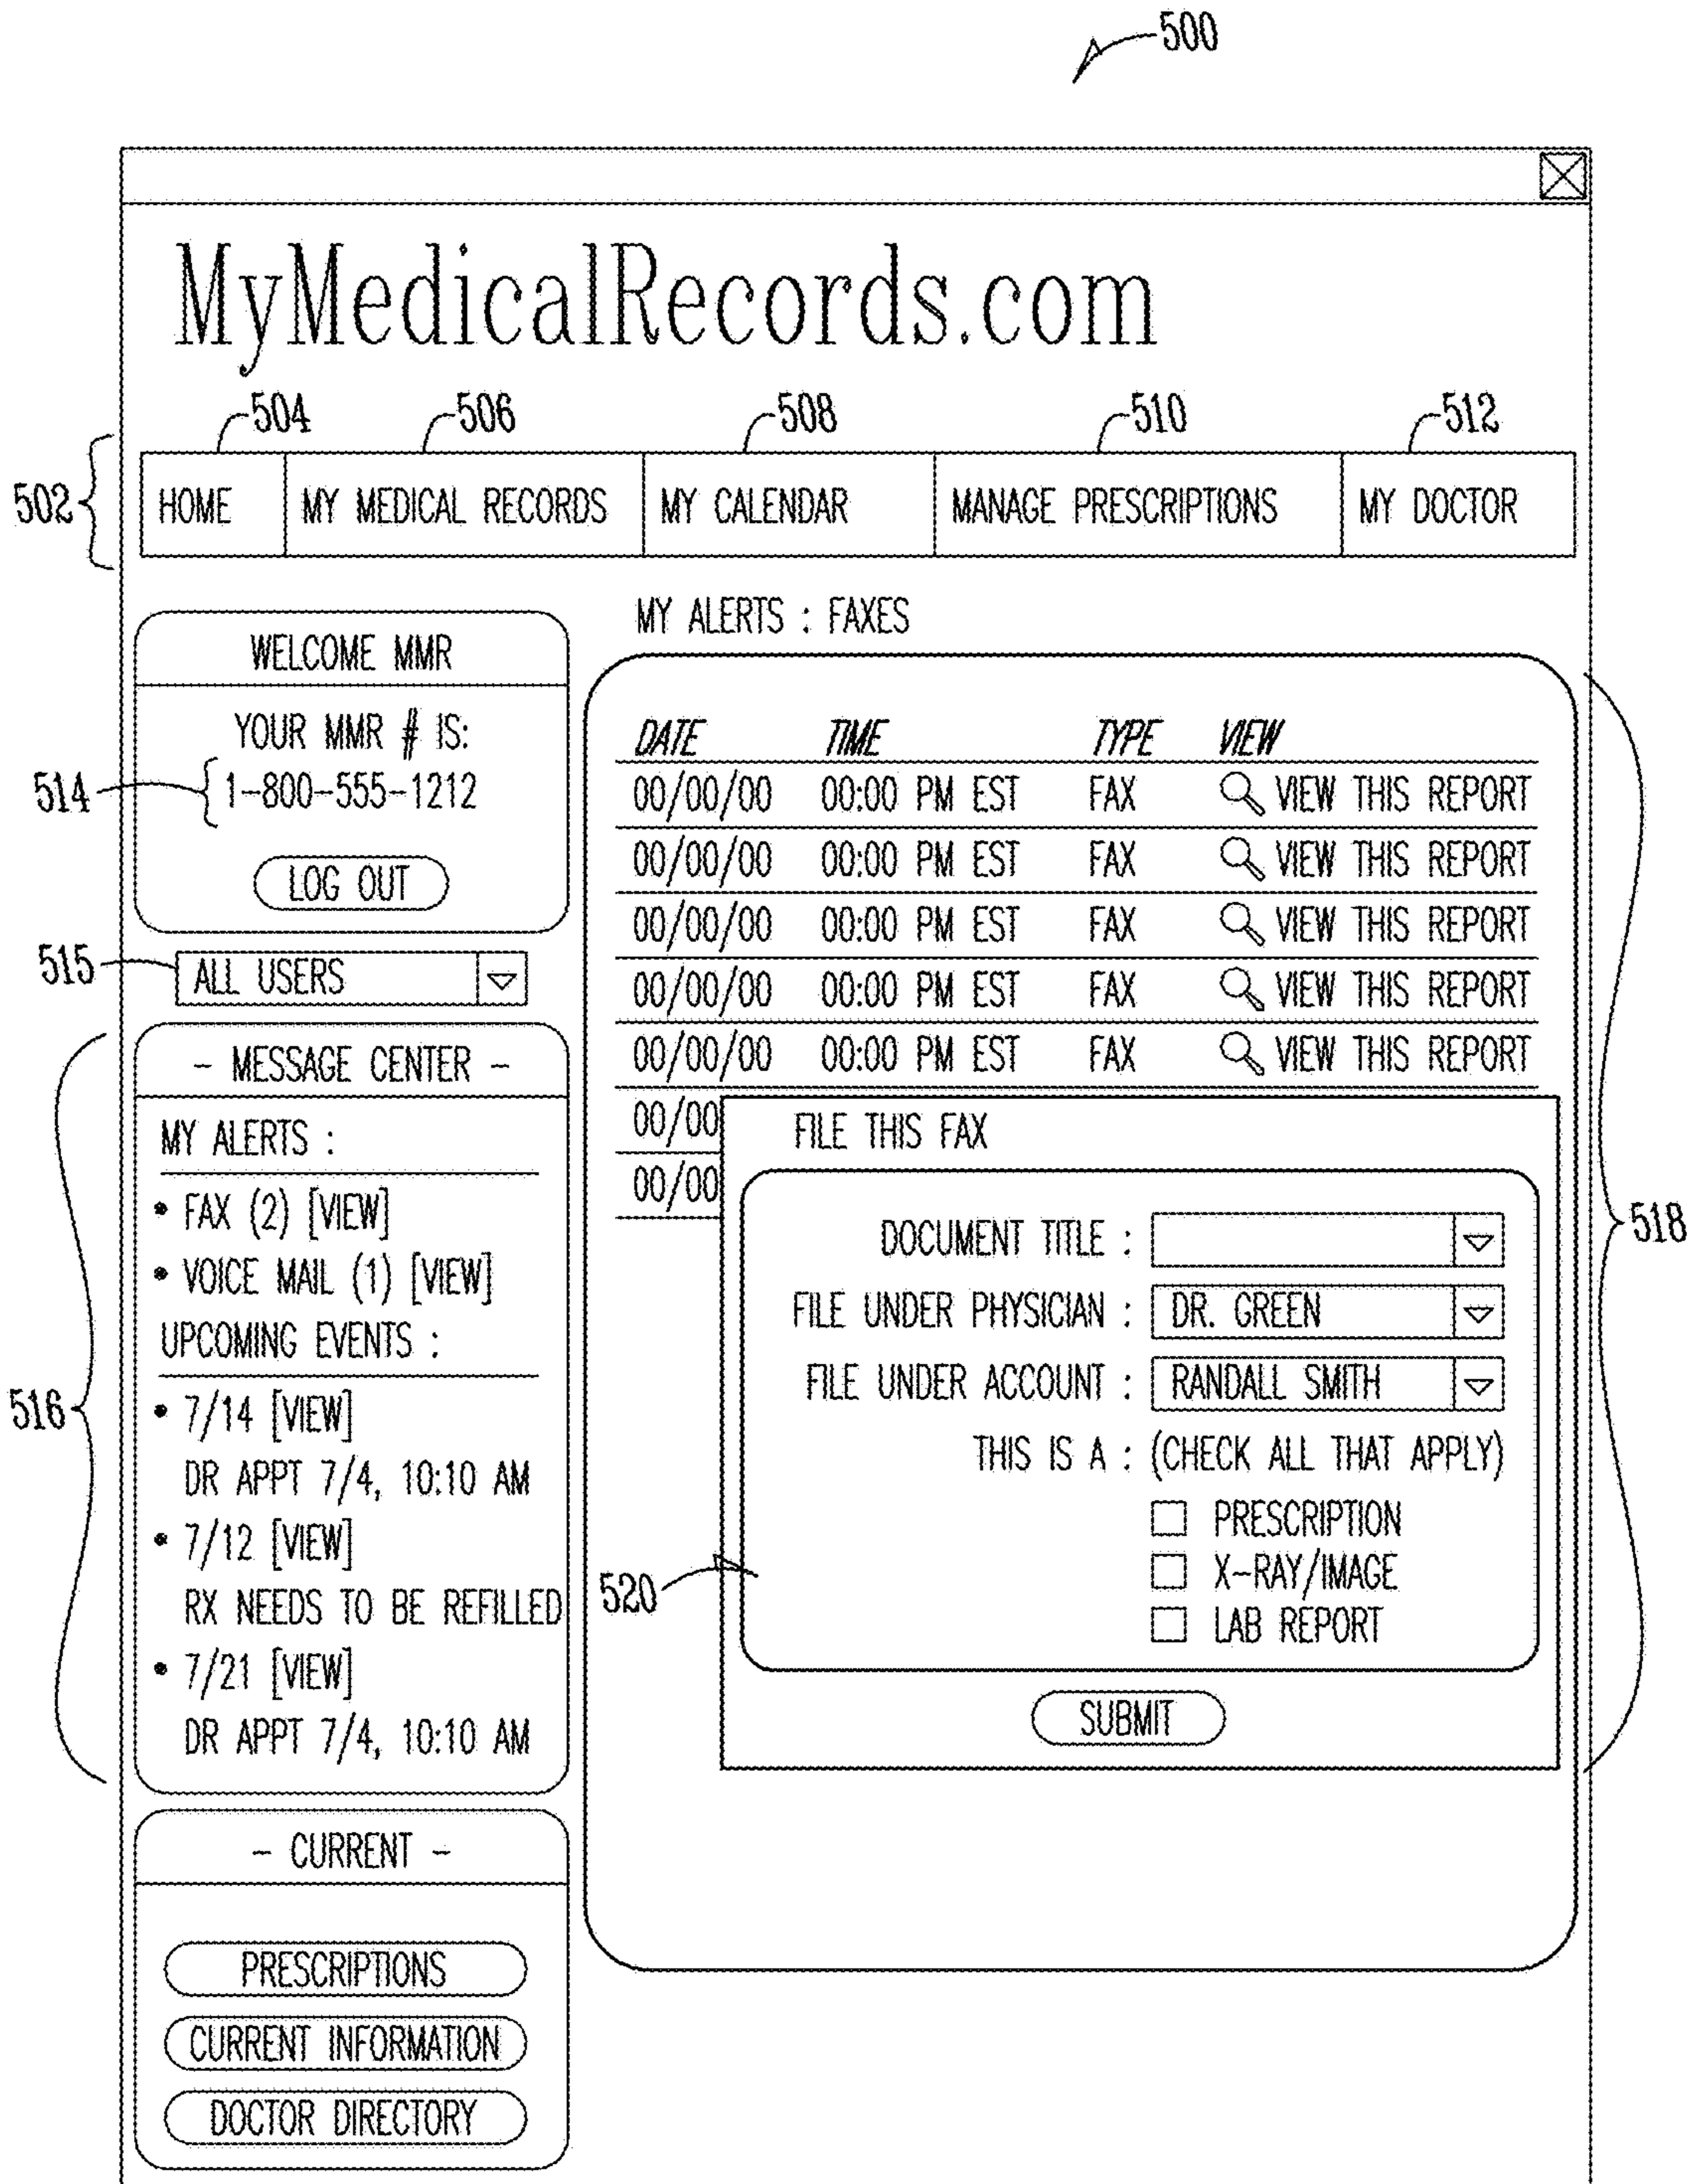 500
MyMedicalRecords.com
504 506 508 510 512
502
HOME MY MEDICAL RECORDS MY CALENDAR MANAGE PRESCRIPTIONS MY DOCTOR
WELCOME MMR
YOUR MMR # IS:
514
1-800-555-1212
LOG OUT
515
ALL USERS
516
- MESSAGE CENTER -
MY ALERTS :
• FAX (2) [VIEW]
• VOICE MAIL (1) [VIEW]
UPCOMING EVENTS :
• 7/14 [VIEW]
DR APPT 7/4, 10:10 AM
• 7/12 [VIEW]
RX NEEDS TO BE REFILLED
• 7/21 [VIEW]
DR APPT 7/4, 10:10 AM
- CURRENT -
PRESCRIPTIONS
CURRENT INFORMATION
DOCTOR DIRECTORY
MY ALERTS : FAXES
DATE TIME TYPE VIEW
00/00/00 00:00 PM EST FAX VIEW THIS REPORT
00/00/00 00:00 PM EST FAX VIEW THIS REPORT
00/00/00 00:00 PM EST FAX VIEW THIS REPORT
00/00/00 00:00 PM EST FAX VIEW THIS REPORT
00/00/00 00:00 PM EST FAX VIEW THIS REPORT
00/00
00/00
518
FILE THIS FAX
DOCUMENT TITLE :
FILE UNDER PHYSICIAN : DR. GREEN
FILE UNDER ACCOUNT : RANDALL SMITH
THIS IS A : (CHECK ALL THAT APPLY)
PRESCRIPTION
X-RAY/IMAGE
LAB REPORT
520
SUBMIT